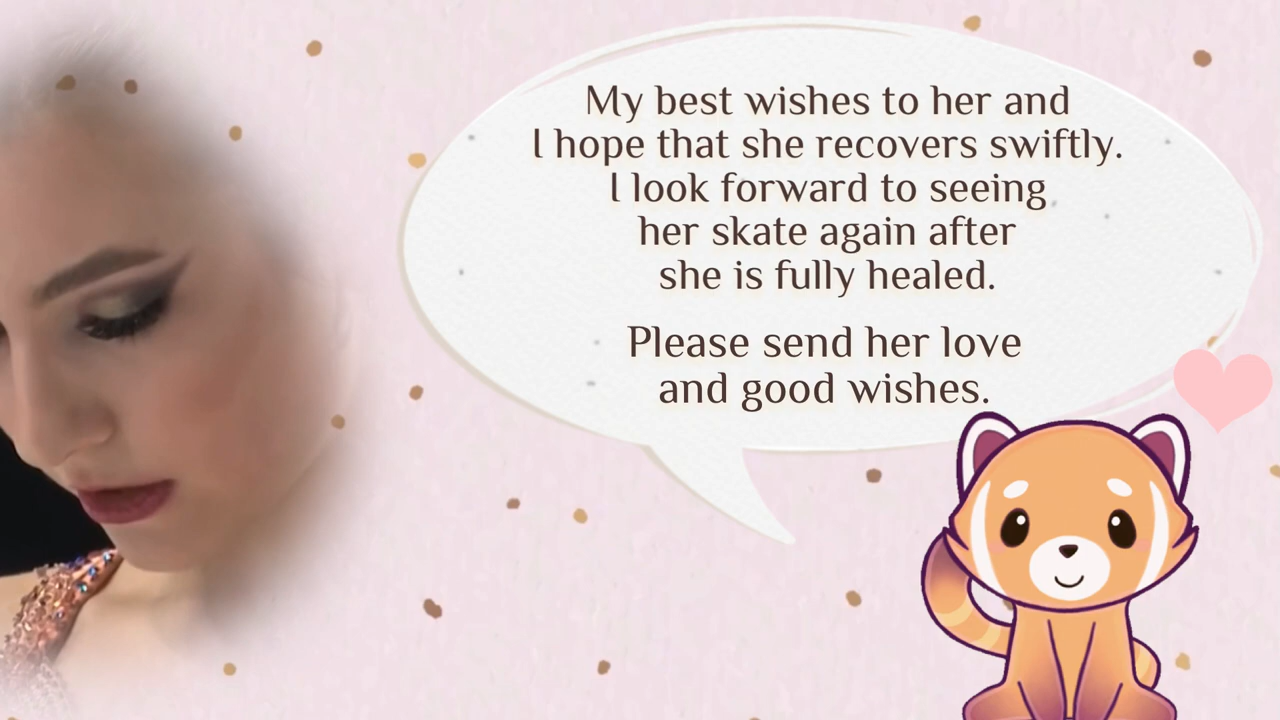 My best wishes to her and
I hope that she recovers swiftly.
I look forward to seeing
her skate again after
she is fully healed.
Please send her love
and good wishes.